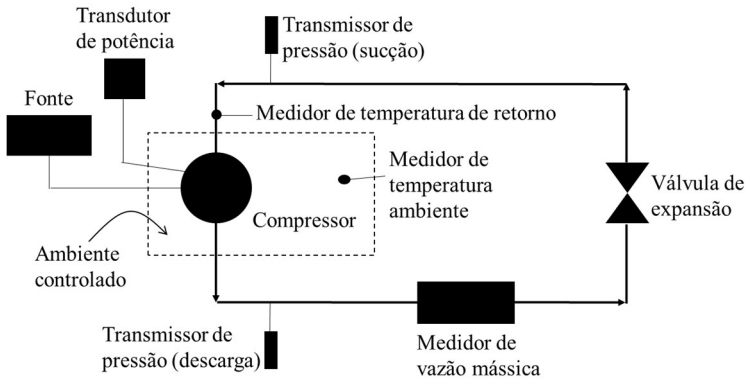 Transdutor
de potência
Transmissor de
pressão (sucção)
Fonte
Medidor de temperatura de retorno
Medidor de
temperatura
ambiente
Válvula de
expansão
Compressor
Ambiente
controlado
Transmissor de
pressão (descarga)
Medidor de
vazão mássica